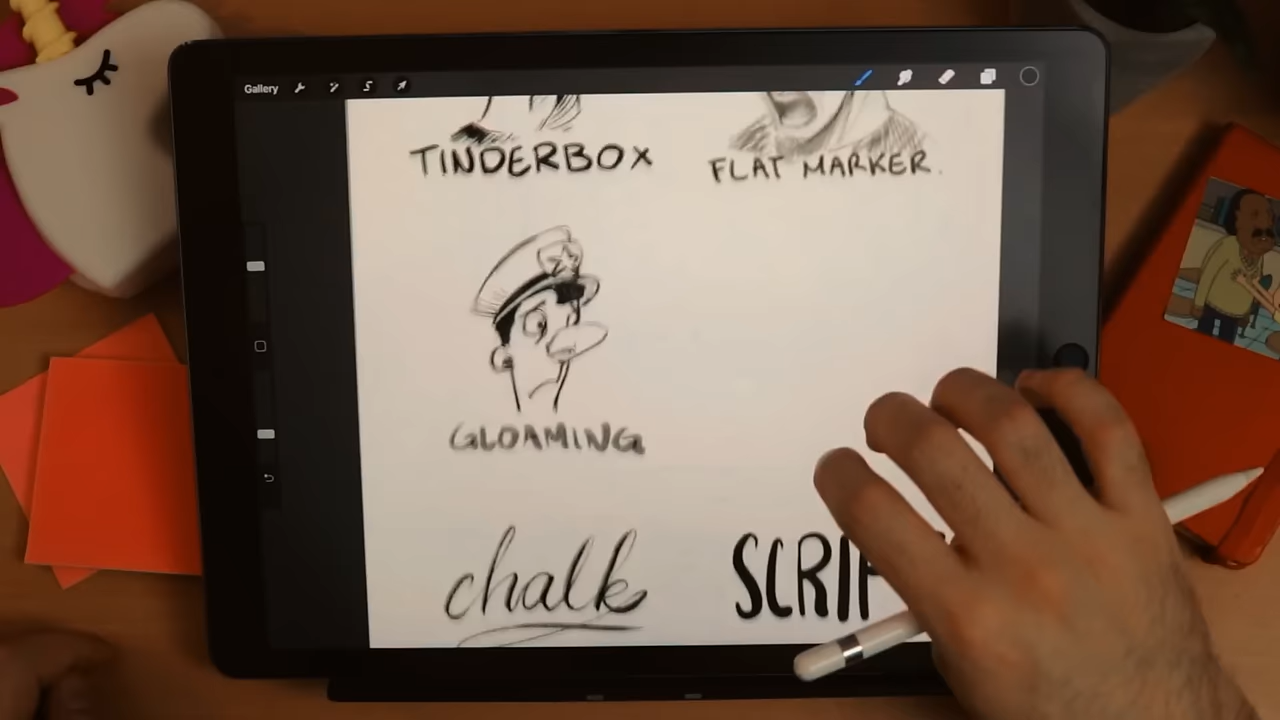 Gallery
TINDERBOX
FLAT MARKER.
GLOAMING
chalk